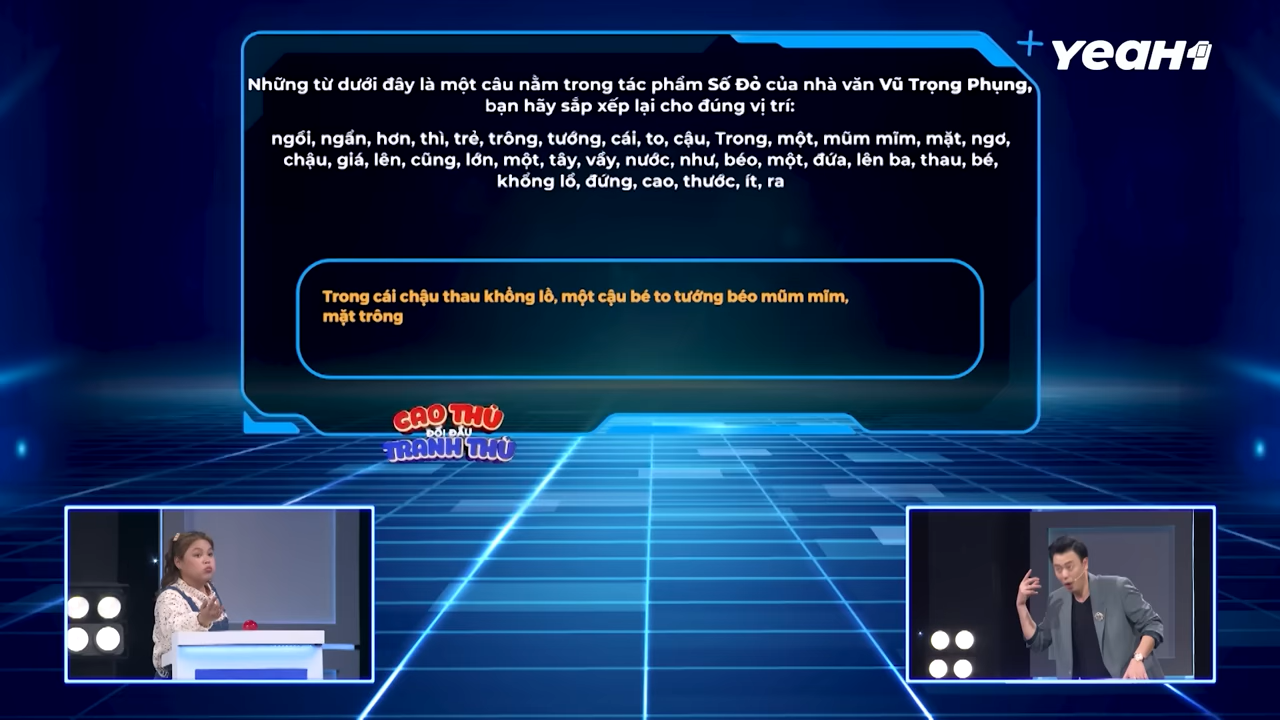 YEAH1
Những từ dưới đây là một câu nằm trong tác phẩm Số Đỏ của nhà văn Vũ Trọng Phụng,
bạn hãy sắp xếp lại cho đúng vị trí:
ngồi, ngẩn, hơn, thì, trẻ, trông, tướng, cái, to, cậu, Trong, một, mũm mĩm, mặt, ngơ,
chậu, giá, lên, cũng, lớn, một, tây, vầy, nước, như, béo, một, đứa, lên ba, thau, bé,
khổng lồ, đứng, cao, thước, ít, ra
Trong cái chậu thau khổng lồ, một cậu bé to tướng béo mũm mĩm,
mặt trông
CAO THỦ
ĐỐI ĐẦU
TRANH THỦ